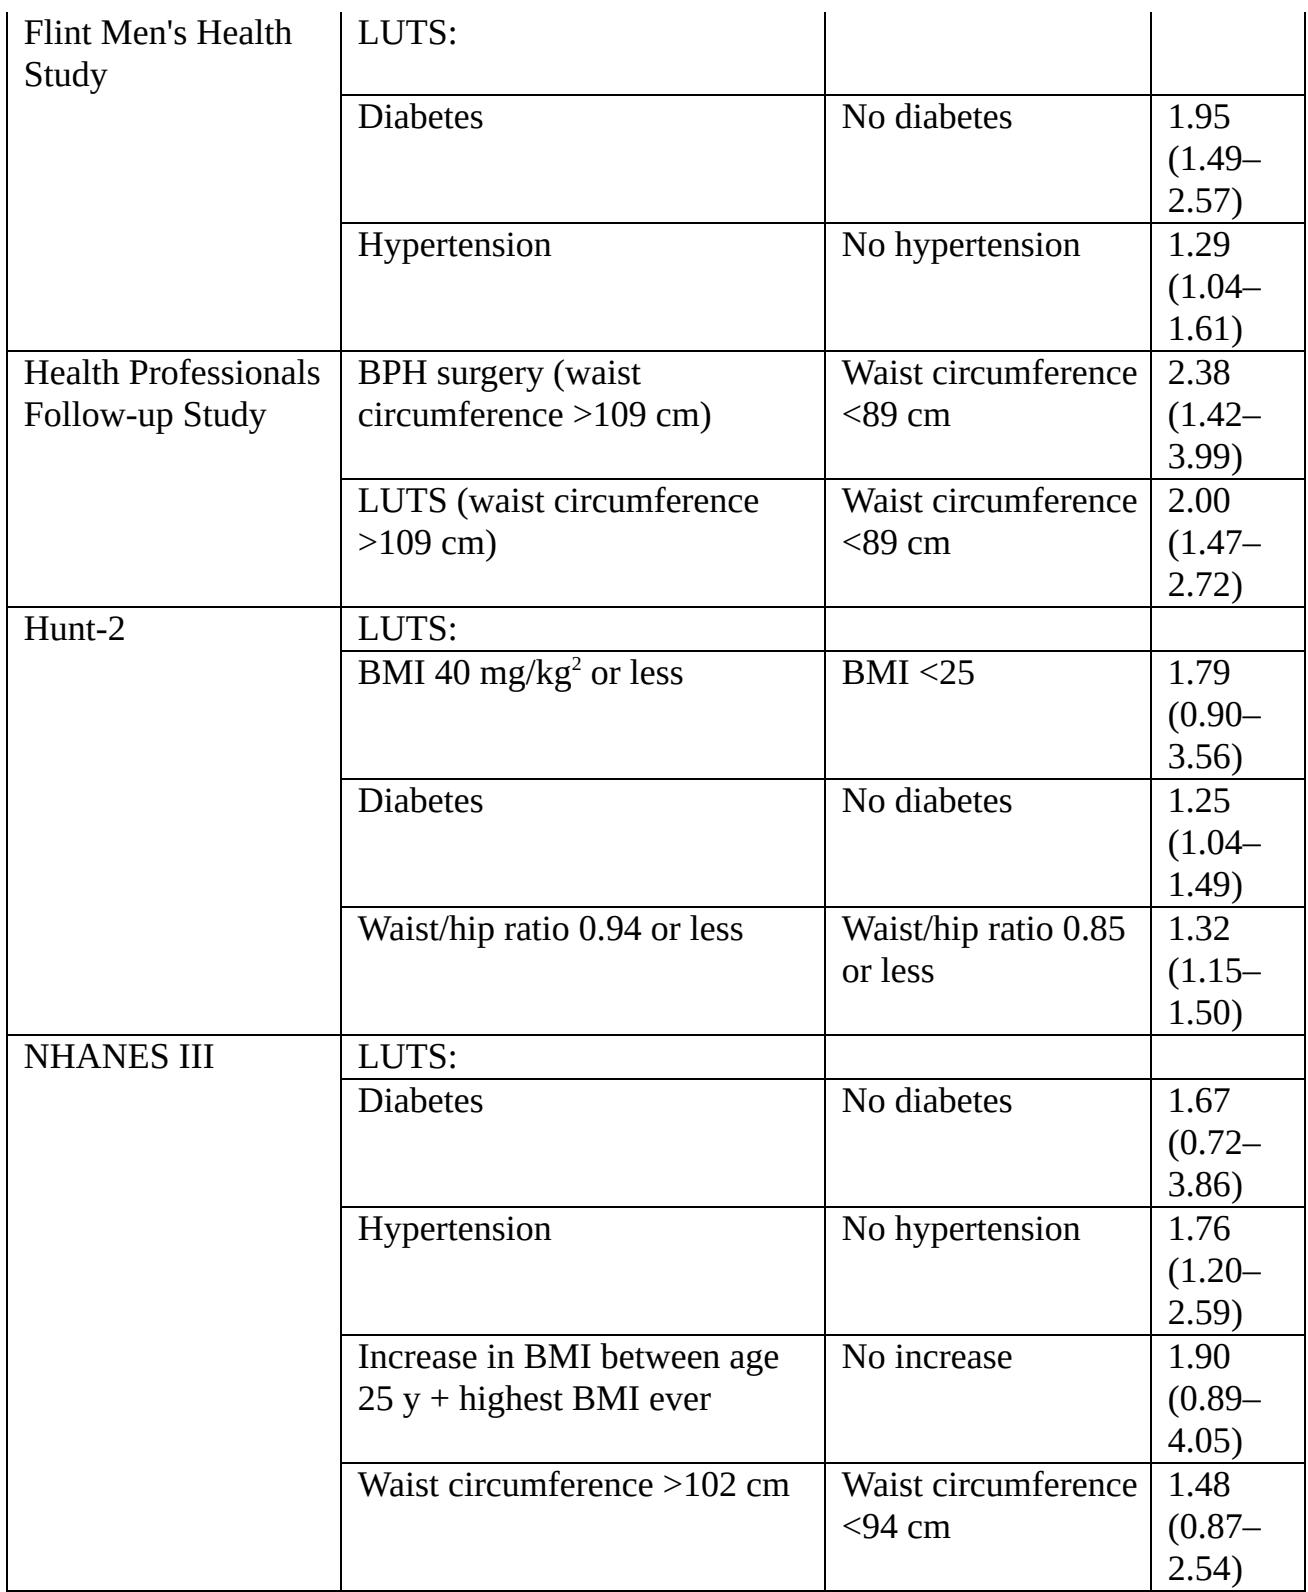 Flint Men's Health
Study
LUTS:
Diabetes
No diabetes
1.95
(1.49–
2.57)
Hypertension
No hypertension
1.29
(1.04–
1.61)
Health Professionals
Follow-up Study
BPH surgery (waist
circumference >109 cm)
Waist circumference
<89 cm
2.38
(1.42–
3.99)
LUTS (waist circumference
>109 cm)
Waist circumference
<89 cm
2.00
(1.47–
2.72)
Hunt-2
LUTS:
BMI 40 mg/kg² or less
BMI <25
1.79
(0.90–
3.56)
Diabetes
No diabetes
1.25
(1.04–
1.49)
Waist/hip ratio 0.94 or less
Waist/hip ratio 0.85
or less
1.32
(1.15–
1.50)
NHANES III
LUTS:
Diabetes
No diabetes
1.67
(0.72–
3.86)
Hypertension
No hypertension
1.76
(1.20–
2.59)
Increase in BMI between age
25 y + highest BMI ever
No increase
1.90
(0.89–
4.05)
Waist circumference >102 cm
Waist circumference
<94 cm
1.48
(0.87–
2.54)